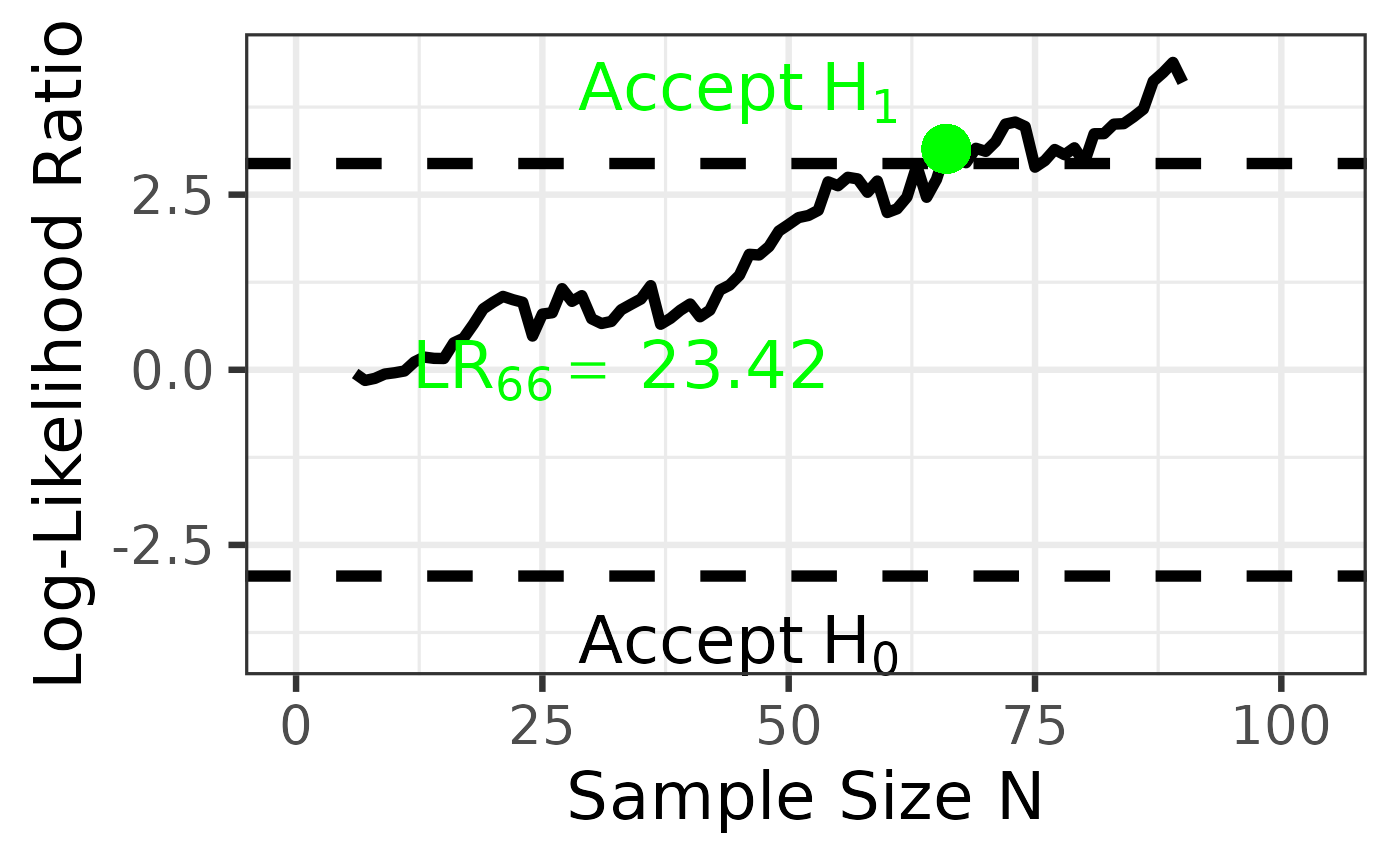 Log-Likelihood Ratio
Accept H₁
2.5
0.0
LR₆₆ = 23.42
-2.5
Accept H₀
0 25 50 75 100
Sample Size N